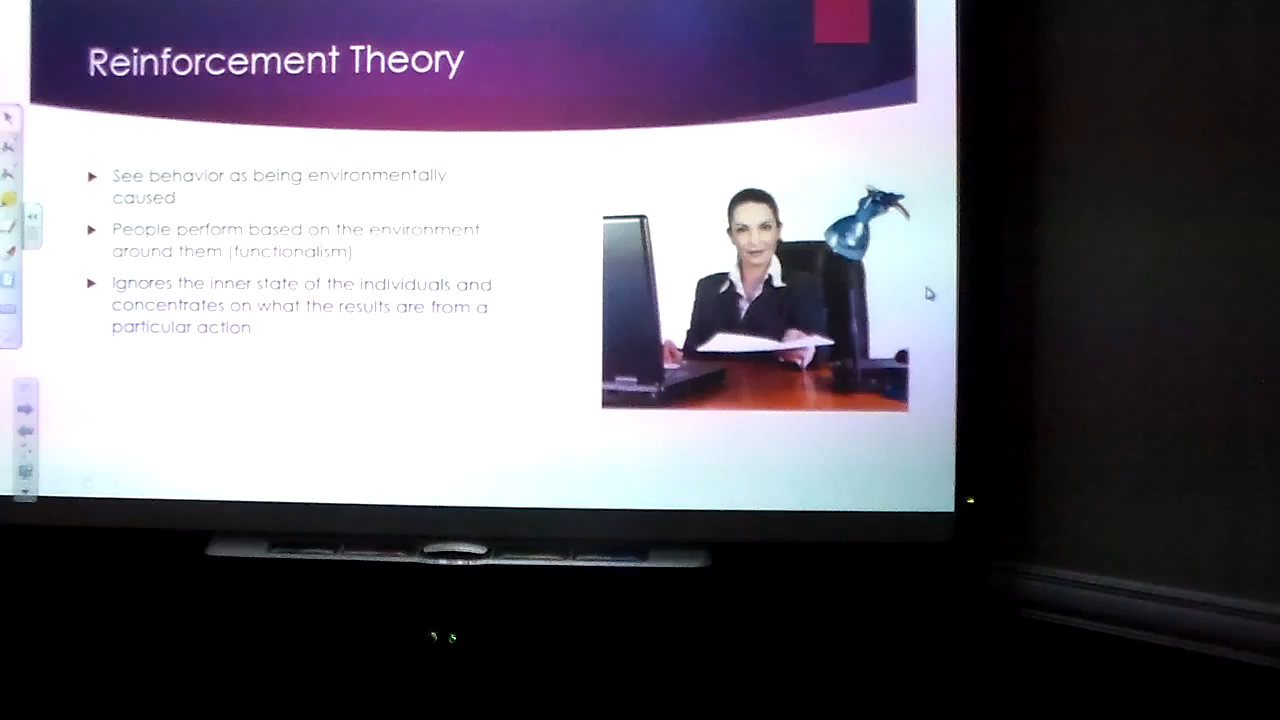 Reinforcement Theory
See behavior as being environmentally
caused
People perform based on the environment
around them (functionalism)
Ignores the inner state of the individuals and
concentrates on what the results are from a
particular action